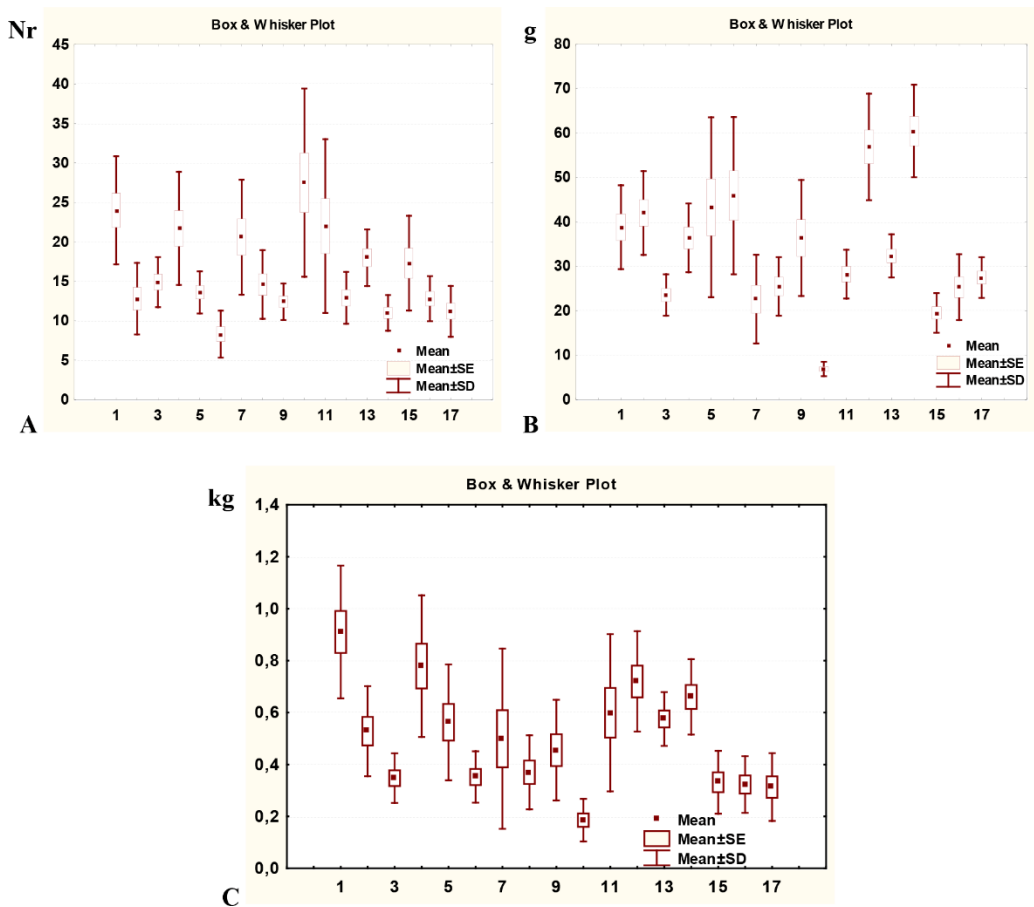 Nr
Box & Whisker Plot
45
40
35
30
25
20
15
10
5
0
Mean
Mean±SE
Mean±SD
1 3 5 7 9 11 13 15 17
A
g
Box & Whisker Plot
80
70
60
50
40
30
20
10
0
Mean
Mean±SE
Mean±SD
1 3 5 7 9 11 13 15 17
B
kg
Box & Whisker Plot
1,4
1,2
1,0
0,8
0,6
0,4
0,2
0,0
Mean
Mean±SE
Mean±SD
1 3 5 7 9 11 13 15 17
C